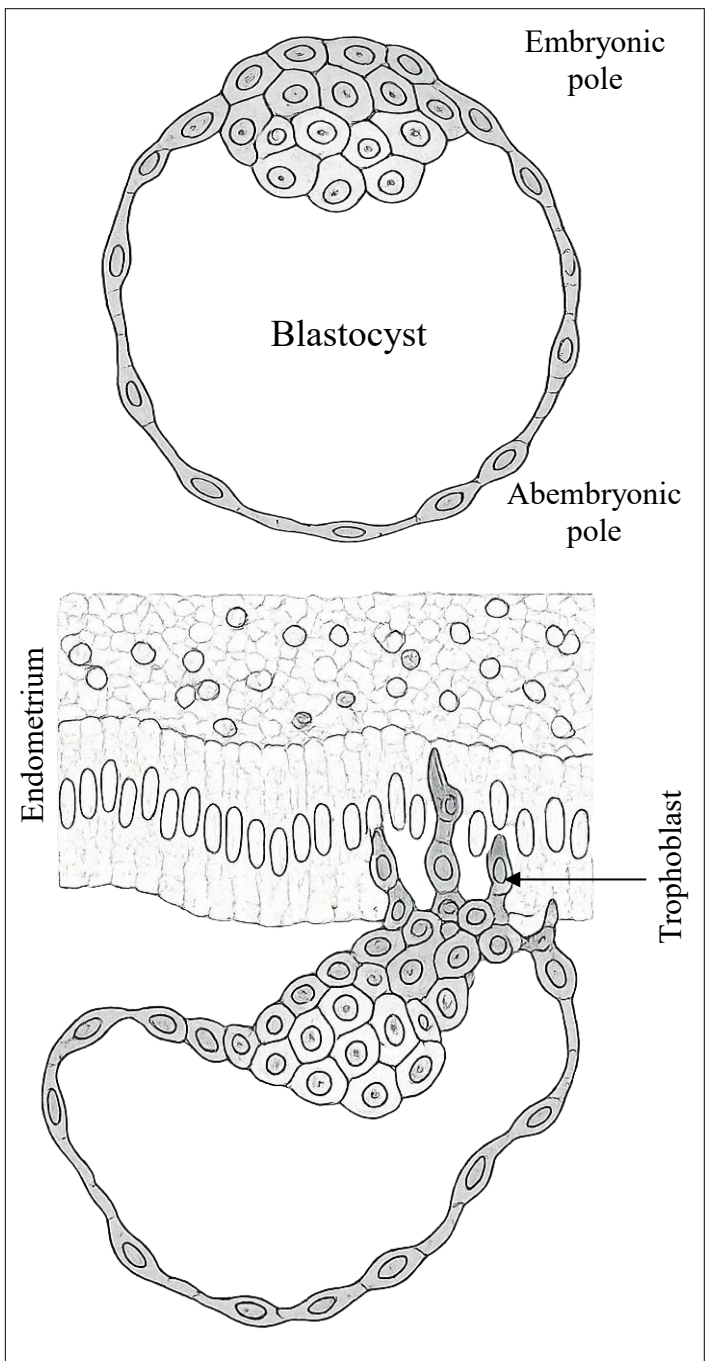 Embryonic
pole
Blastocyst
Abembryonic
pole
Endometrium
Trophoblast